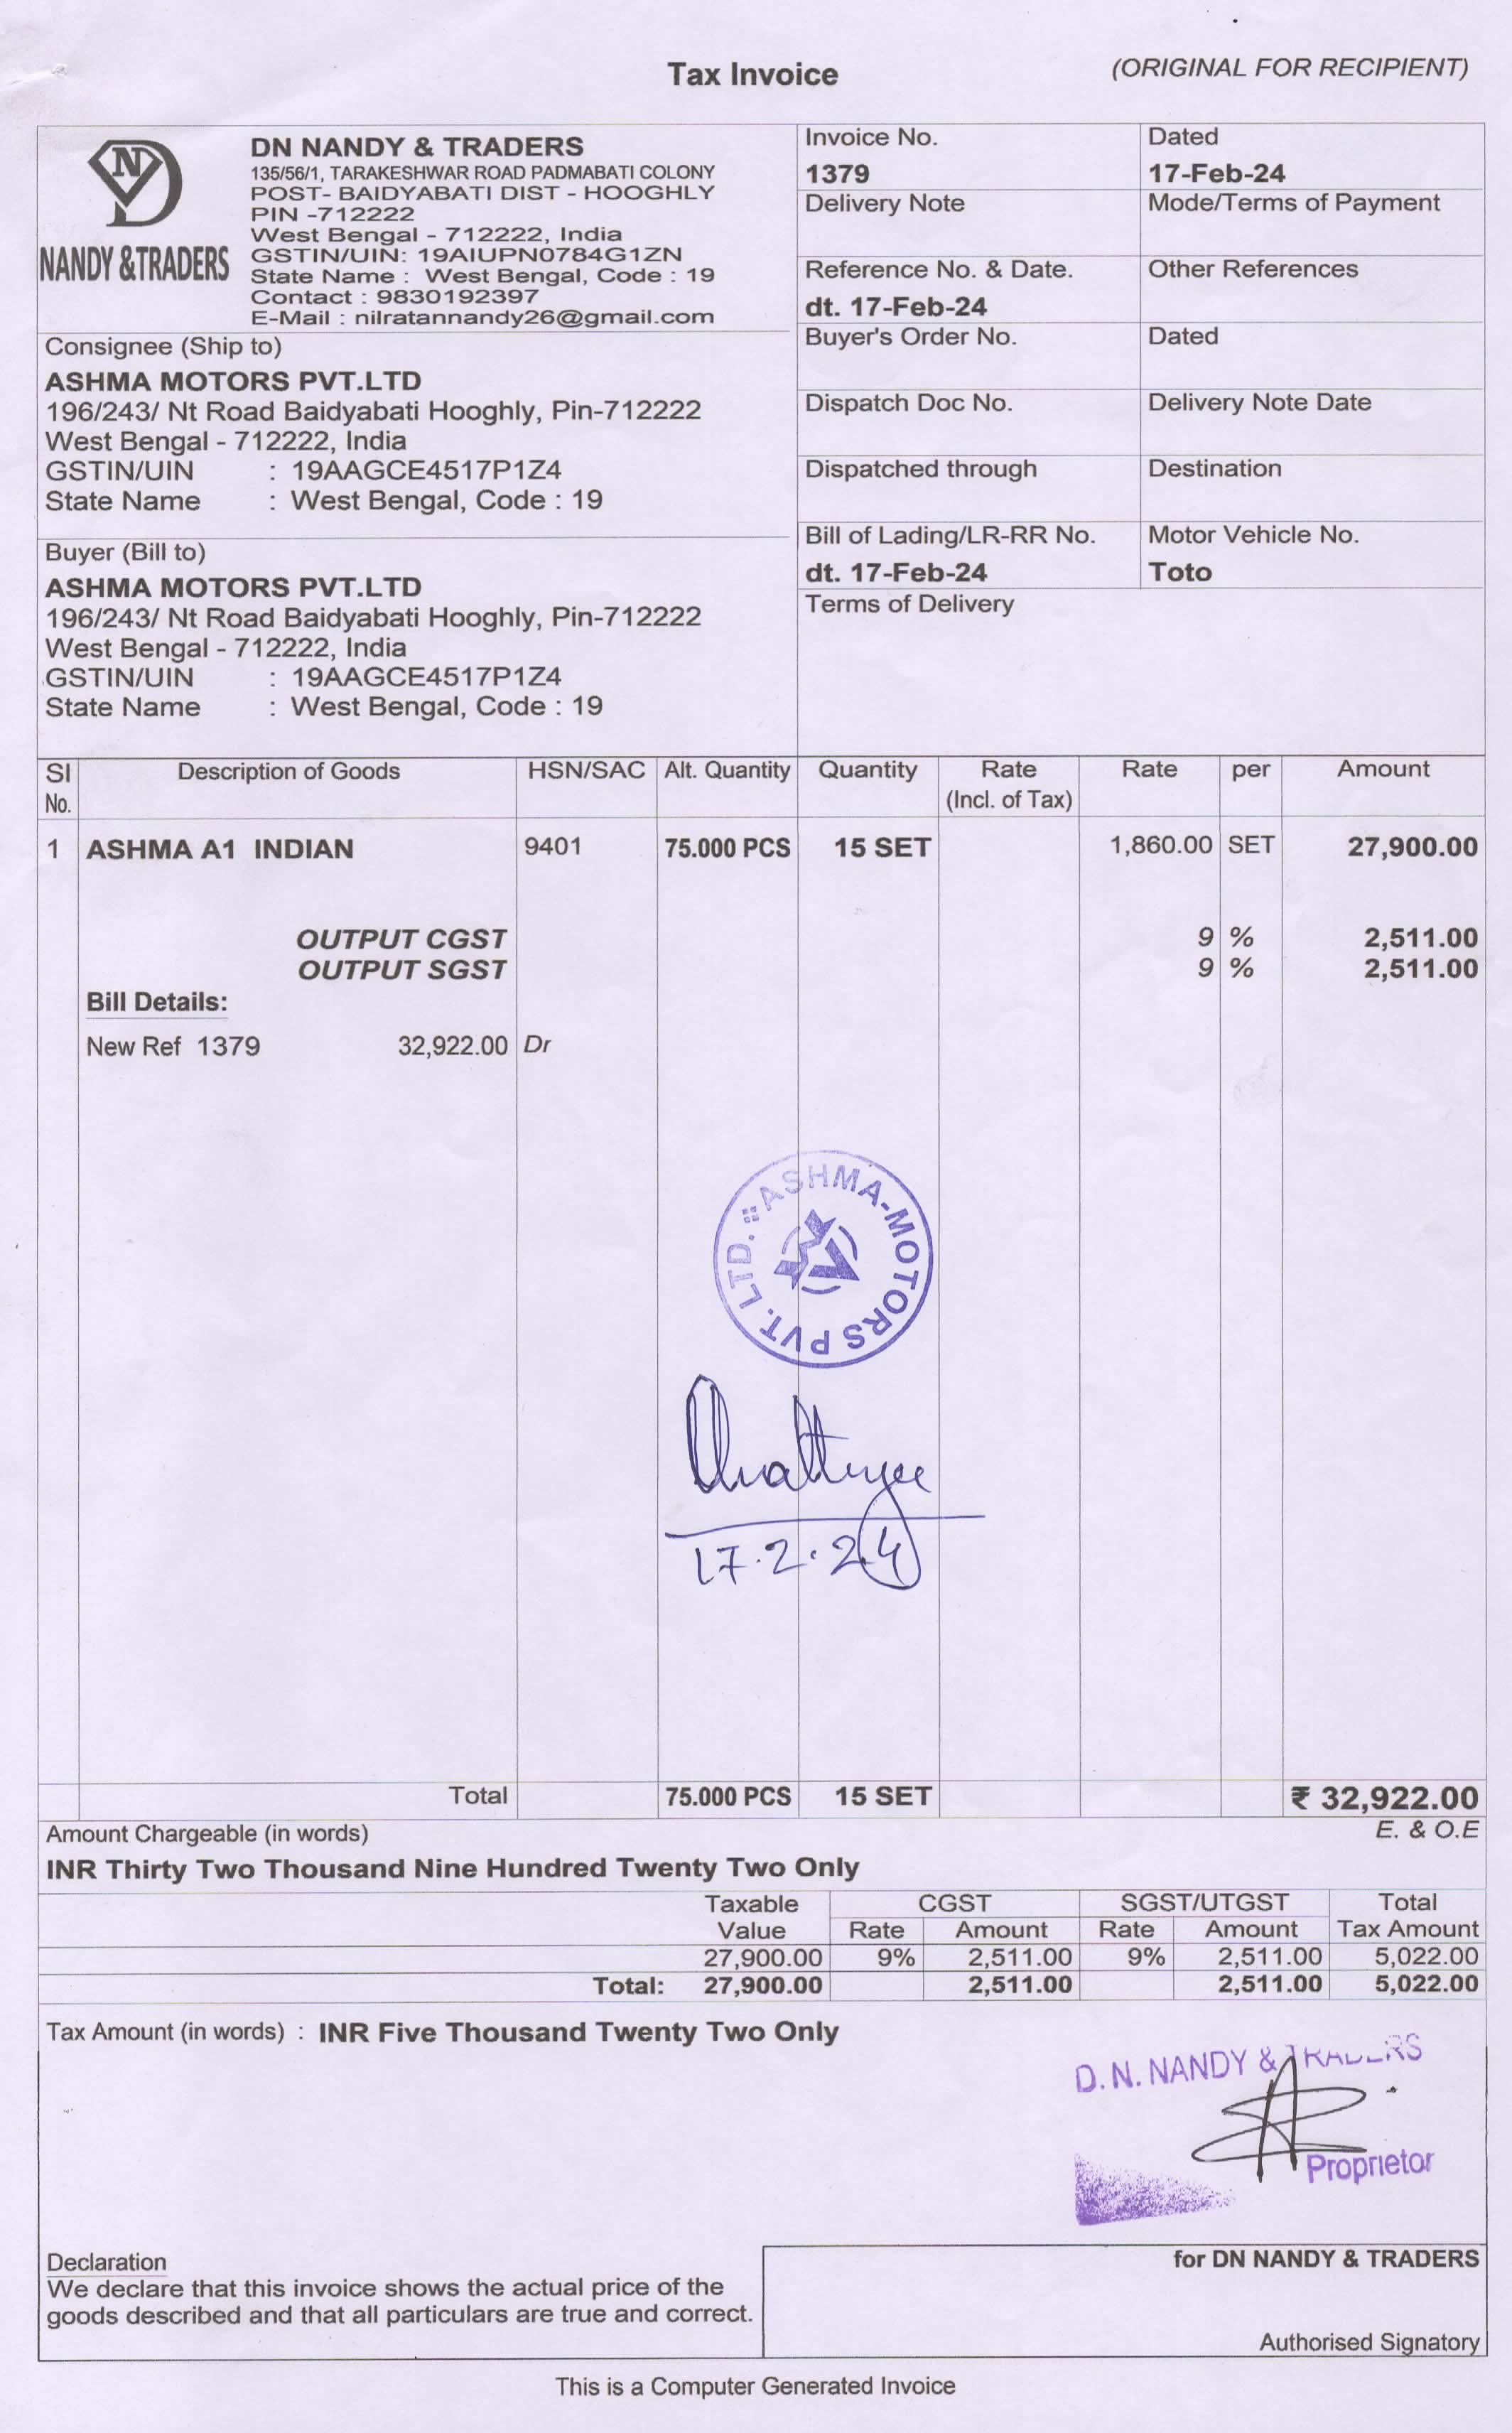 Tax Invoice
(ORIGINAL FOR RECIPIENT)
ND
NANDY &TRADERS
DN NANDY & TRADERS
135/56/1, TARAKESHWAR ROAD PADMABATI COLONY
POST- BAIDYABATI DIST - HOOGHLY
PIN -712222
West Bengal - 712222, India
GSTIN/UIN: 19AIUPN0784G1ZN
State Name : West Bengal, Code : 19
Contact : 9830192397
E-Mail : nilratannandy26@gmail.com
Consignee (Ship to)
ASHMA MOTORS PVT.LTD
196/243/ Nt Road Baidyabati Hooghly, Pin-712222
West Bengal - 712222, India
GSTIN/UIN : 19AAGCE4517P1Z4
State Name : West Bengal, Code : 19
Buyer (Bill to)
ASHMA MOTORS PVT.LTD
196/243/ Nt Road Baidyabati Hooghly, Pin-712222
West Bengal - 712222, India
GSTIN/UIN : 19AAGCE4517P1Z4
State Name : West Bengal, Code : 19
Invoice No. Dated
1379 17-Feb-24
Delivery Note Mode/Terms of Payment
Reference No. & Date. Other References
dt. 17-Feb-24
Buyer's Order No. Dated
Dispatch Doc No. Delivery Note Date
Dispatched through Destination
Bill of Lading/LR-RR No. Motor Vehicle No.
dt. 17-Feb-24 Toto
Terms of Delivery
SI Description of Goods HSN/SAC Alt. Quantity Quantity Rate Rate per Amount
No. (Incl. of Tax)
1 ASHMA A1 INDIAN 9401 75.000 PCS 15 SET 1,860.00 SET 27,900.00
OUTPUT CGST 9 % 2,511.00
OUTPUT SGST 9 % 2,511.00
Bill Details:
New Ref 1379 32,922.00 Dr
ASHMA-MOTORS PVT. LTD.
Chatterjee
17.2.24
Total 75.000 PCS 15 SET ₹ 32,922.00
Amount Chargeable (in words) E. & O.E
INR Thirty Two Thousand Nine Hundred Twenty Two Only
Taxable CGST SGST/UTGST Total
Value Rate Amount Rate Amount Tax Amount
27,900.00 9% 2,511.00 9% 2,511.00 5,022.00
Total: 27,900.00 2,511.00 2,511.00 5,022.00
Tax Amount (in words) : INR Five Thousand Twenty Two Only
D. N. NANDY & TRADERS
Proprietor
Declaration
We declare that this invoice shows the actual price of the
goods described and that all particulars are true and correct.
for DN NANDY & TRADERS
Authorised Signatory
This is a Computer Generated Invoice